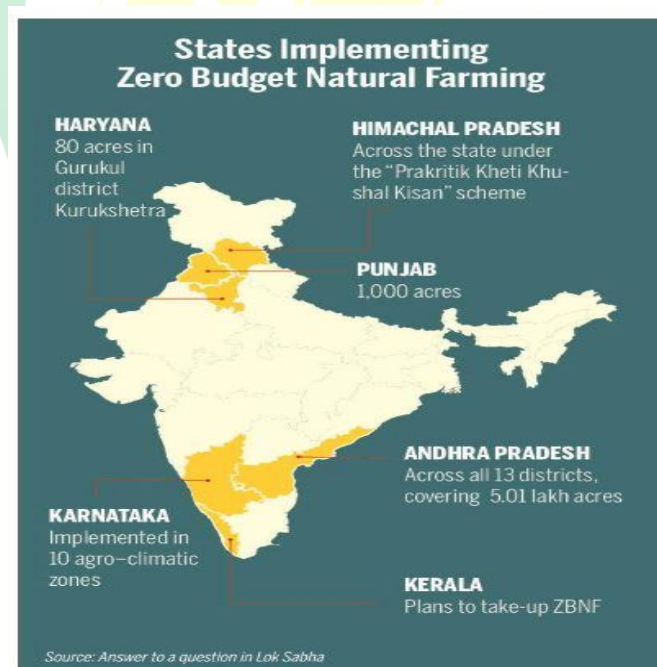 States Implementing
Zero Budget Natural Farming
HARYANA
80 acres in
Gurukul
district
Kurukshetra
HIMACHAL PRADESH
Across the state under
the “Prakritik Kheti Khu-
shal Kisan” scheme
PUNJAB
1,000 acres
ANDHRA PRADESH
Across all 13 districts,
covering 5.01 lakh acres
KARNATAKA
Implemented in
10 agro-climatic
zones
KERALA
Plans to take-up ZBNF
Source: Answer to a question in Lok Sabha